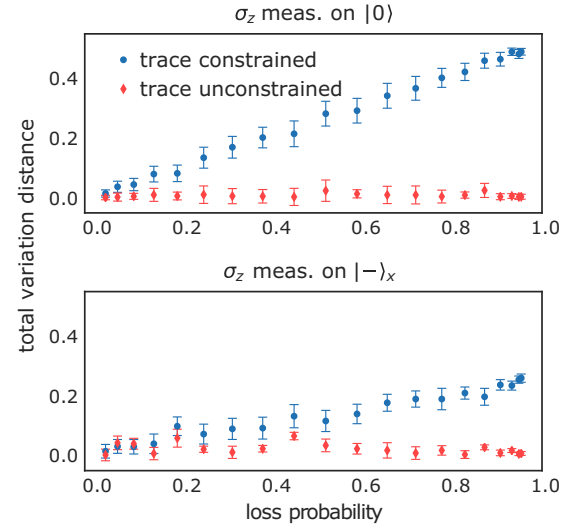 σz meas. on |0⟩
trace constrained
trace unconstrained
0.4
0.2
0.0
0.0 0.2 0.4 0.6 0.8 1.0
total variation distance
σz meas. on |−⟩x
0.4
0.2
0.0
0.0 0.2 0.4 0.6 0.8 1.0
loss probability